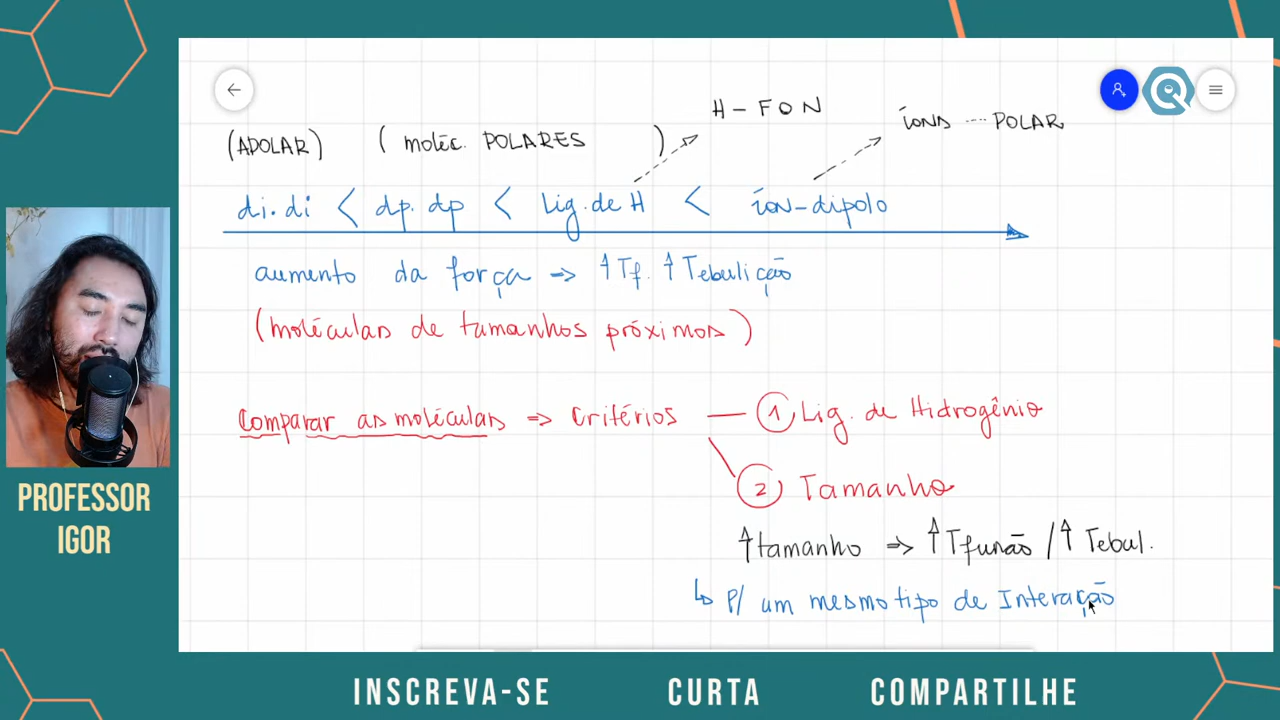 H - F O N
íons ---- POLAR
(APOLAR) ( moléc. POLARES )
di.di < dp.dp < Lig. de H < íon-dipolo
aumento da força => ↑Tf. ↑Tebulição
(moléculas de tamanhos próximos)
Comparar as moléculas => critérios — 1 Lig. de Hidrogênio
2 Tamanho
↑tamanho => ↑Tfusão / ↑Tebul.
↳ P/ um mesmo tipo de Interação
PROFESSOR
IGOR
INSCREVA-SE CURTA COMPARTILHE